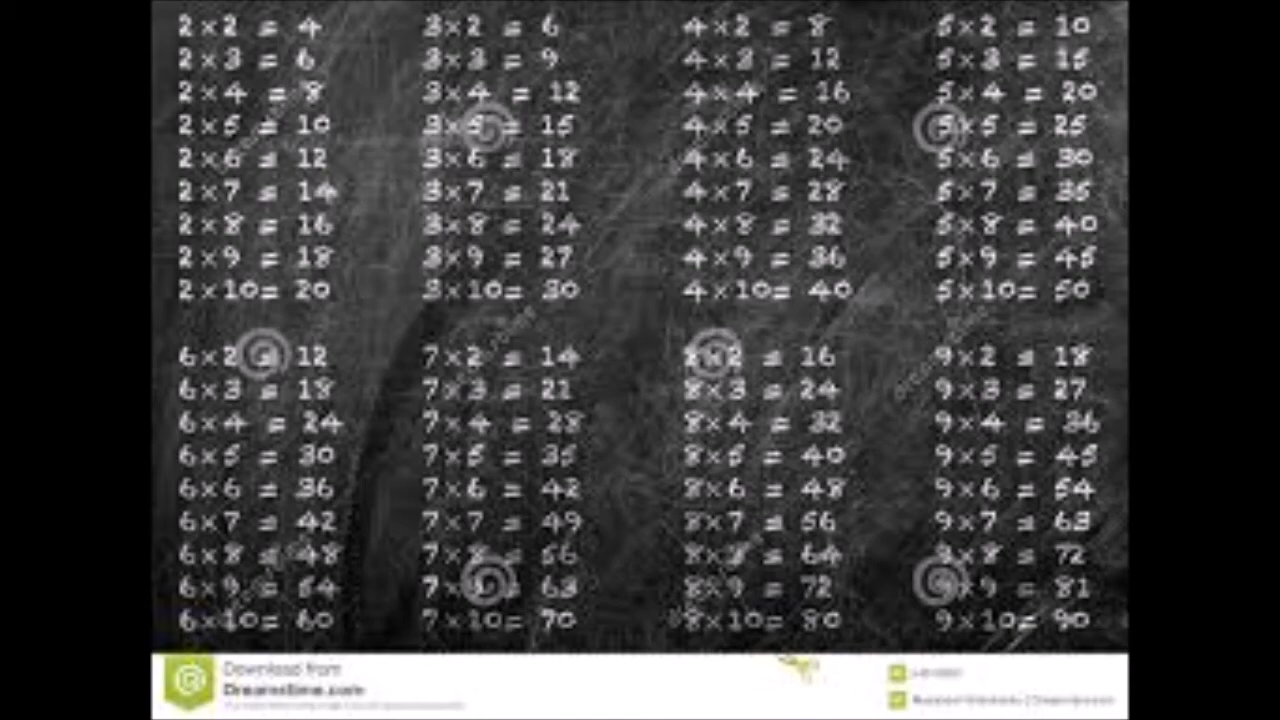 2×2 = 4
2×3 = 6
2×4 = 8
2×5 = 10
2×6 = 12
2×7 = 14
2×8 = 16
2×9 = 18
2×10= 20
3×2 = 6
3×3 = 9
3×4 = 12
3×5 = 15
3×6 = 18
3×7 = 21
3×8 = 24
3×9 = 27
3×10= 30
4×2 = 8
4×3 = 12
4×4 = 16
4×5 = 20
4×6 = 24
4×7 = 28
4×8 = 32
4×9 = 36
4×10= 40
5×2 = 10
5×3 = 15
5×4 = 20
5×5 = 25
5×6 = 30
5×7 = 35
5×8 = 40
5×9 = 45
5×10= 50
6×2 = 12
6×3 = 18
6×4 = 24
6×5 = 30
6×6 = 36
6×7 = 42
6×8 = 48
6×9 = 54
6×10= 60
7×2 = 14
7×3 = 21
7×4 = 28
7×5 = 35
7×6 = 42
7×7 = 49
7×8 = 56
7×9 = 63
7×10= 70
8×2 = 16
8×3 = 24
8×4 = 32
8×5 = 40
8×6 = 48
8×7 = 56
8×8 = 64
8×9 = 72
8×10= 80
9×2 = 18
9×3 = 27
9×4 = 36
9×5 = 45
9×6 = 54
9×7 = 63
9×8 = 72
9×9 = 81
9×10= 90
Download from
Dreamstime.com